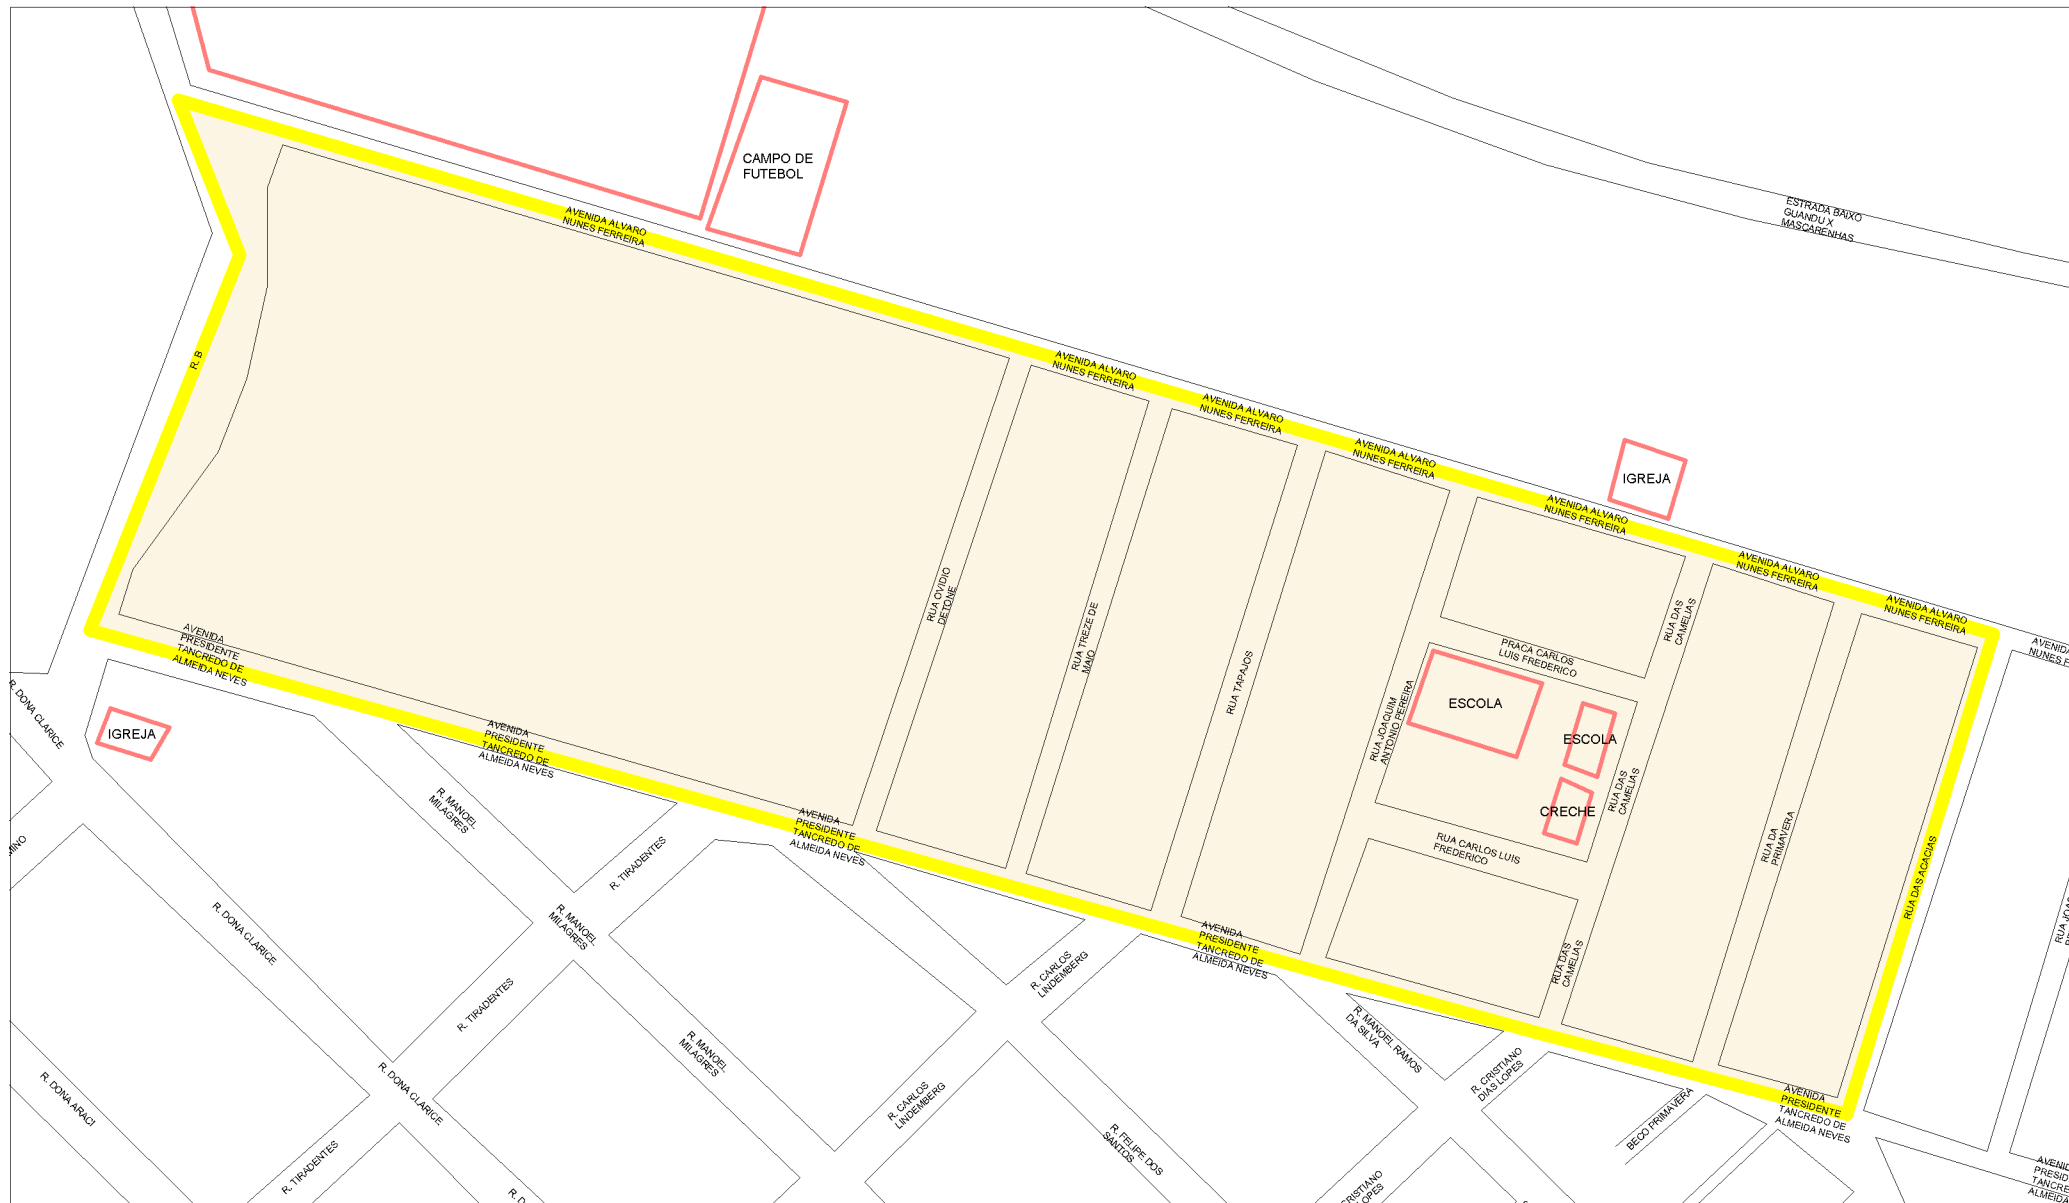 CAMPO DE
FUTEBOL
ESTRADA BAIXO
GUANDU X
MASCARENHAS
AVENIDA ALVARO
NUNES FERREIRA
R. B
AVENIDA ALVARO
NUNES FERREIRA
AVENIDA ALVARO
NUNES FERREIRA
AVENIDA ALVARO
NUNES FERREIRA
IGREJA
AVENIDA ALVARO
NUNES FERREIRA
AVENIDA ALVARO
NUNES FERREIRA
AVENIDA ALVARO
NUNES FERREIRA
AVENIDA
NUNES F
RUA OVIDIO
DETONE
RUA TREZE DE
MAIO
RUA TAPAJOS
RUA JOAQUIM
ANTONIO PEREIRA
PRACA CARLOS
LUIS FREDERICO
RUA DAS
CAMELIAS
ESCOLA
ESCOLA
CRECHE
RUA DAS
CAMELIAS
RUA CARLOS LUIS
FREDERICO
RUA DA
PRIMAVERA
RUA DAS ACACIAS
RUA DAS
CAMELIAS
AVENIDA
PRESIDENTE
TANCREDO DE
ALMEIDA NEVES
R. DONA CLARICE
IGREJA
AVENIDA
PRESIDENTE
TANCREDO DE
ALMEIDA NEVES
R. MANOEL
MILAGRES
AVENIDA
PRESIDENTE
TANCREDO DE
ALMEIDA NEVES
R. TIRADENTES
R. MANOEL
MILAGRES
R. DONA CLARICE
AVENIDA
PRESIDENTE
TANCREDO DE
ALMEIDA NEVES
R. CARLOS
LINDEMBERG
R. TIRADENTES
R. MANOEL
MILAGRES
R. MANOEL RAMOS
DA SILVA
R. CRISTIANO
DIAS LOPES
BECO PRIMAVERA
AVENIDA
PRESIDENTE
TANCREDO DE
ALMEIDA NEVES
R. DONA ARACI
R. DONA CLARICE
R. CARLOS
LINDEMBERG
R. FELIPE DOS
SANTOS
R. TIRADENTES
R. D